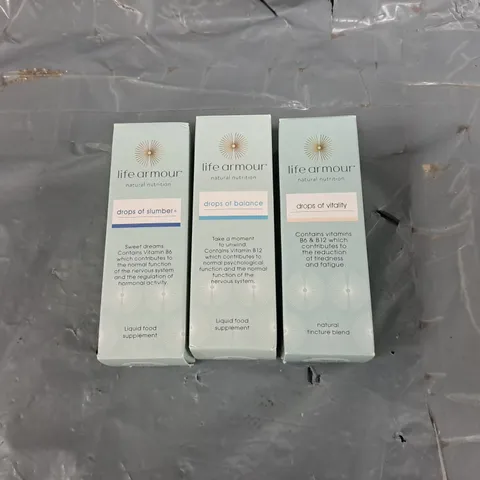 life armour
natural nutrition
drops of slumber+
Sweet dreams
Contains Vitamin B6
which contributes to
the normal function
of the nervous system
and the regulation of
hormonal activity.
Liquid food
supplement
life armour
natural nutrition
drops of balance
Take a moment
to unwind
Contains Vitamin B12
which contributes to
normal psychological
function and the normal
function of the
nervous system.
Liquid food
supplement
life armour
natural nutrition
drops of vitality
Contains vitamins
B6 & B12 which
contributes to
the reduction
of tiredness
and fatigue
natural
tincture blend